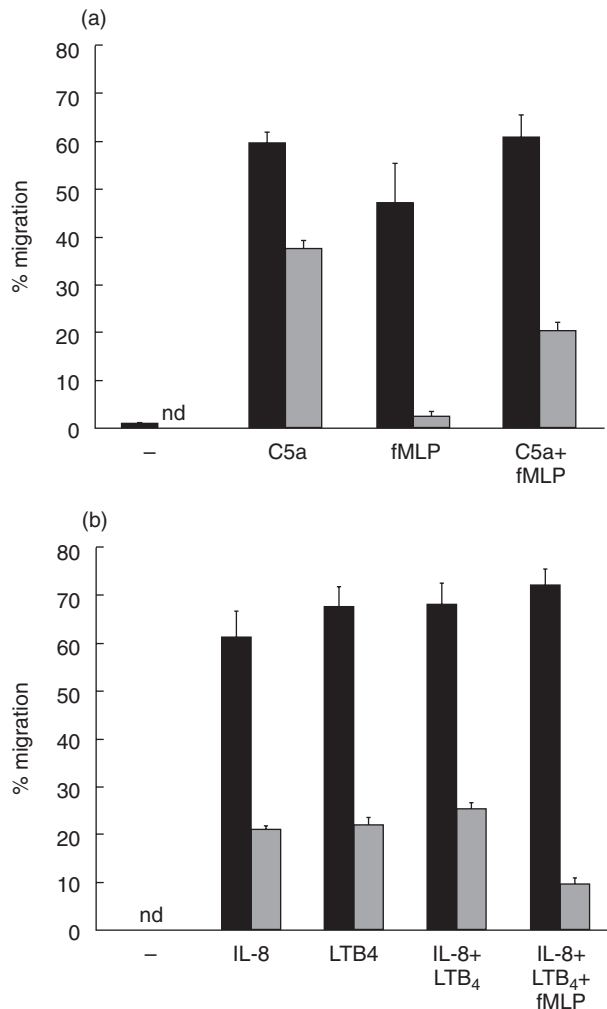 (a)
80
70
60
50
40
30
20
10
0
% migration
nd
–
C5a
fMLP
C5a+
fMLP
(b)
80
70
60
50
40
30
20
10
0
% migration
nd
–
IL-8
LTB4
IL-8+
LTB₄
IL-8+
LTB₄+
fMLP